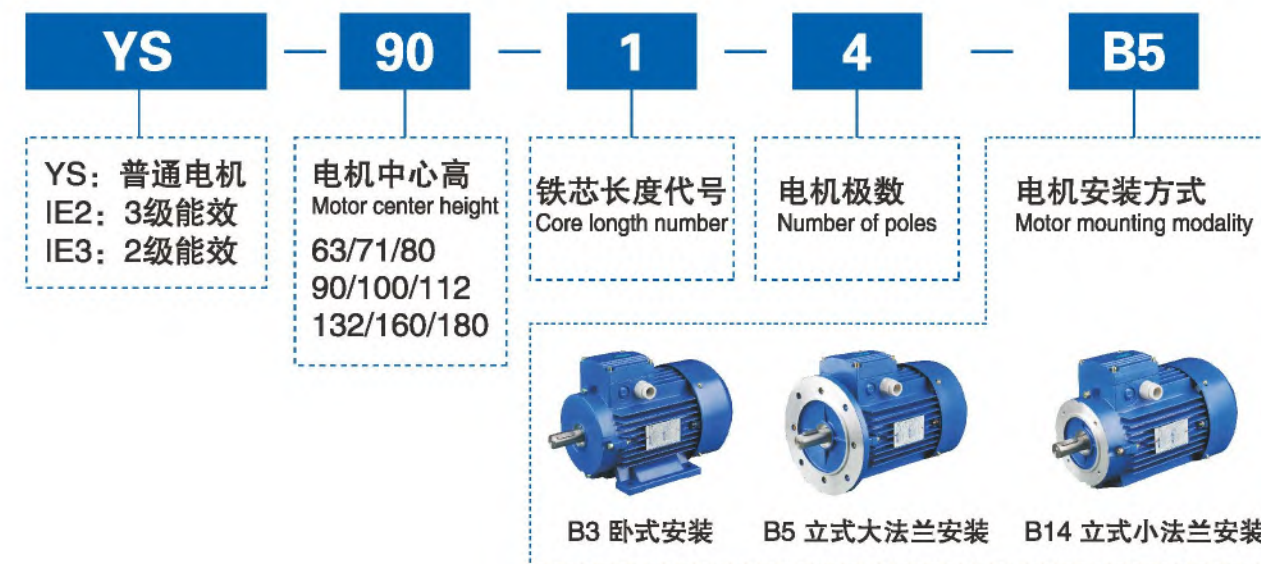 YS — 90 — 1 — 4 — B5
YS：普通电机
IE2：3级能效
IE3：2级能效
电机中心高
Motor center height
63/71/80
90/100/112
132/160/180
铁芯长度代号
Core length number
电机极数
Number of poles
电机安装方式
Motor mounting modality
B3 卧式安装
B5 立式大法兰安装
B14 立式小法兰安装